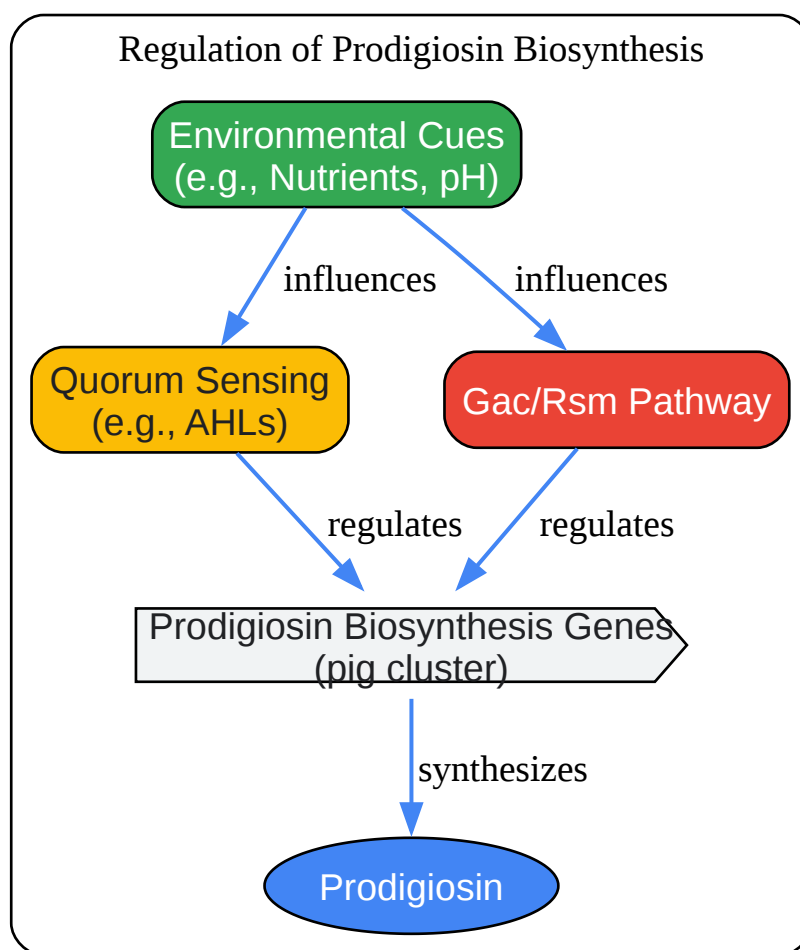 Regulation of Prodigiosin Biosynthesis
Environmental Cues
(e.g., Nutrients, pH)
influences
influences
Quorum Sensing
(e.g., AHLs)
Gac/Rsm Pathway
regulates
regulates
Prodigiosin Biosynthesis Genes
(pig cluster)
synthesizes
Prodigiosin